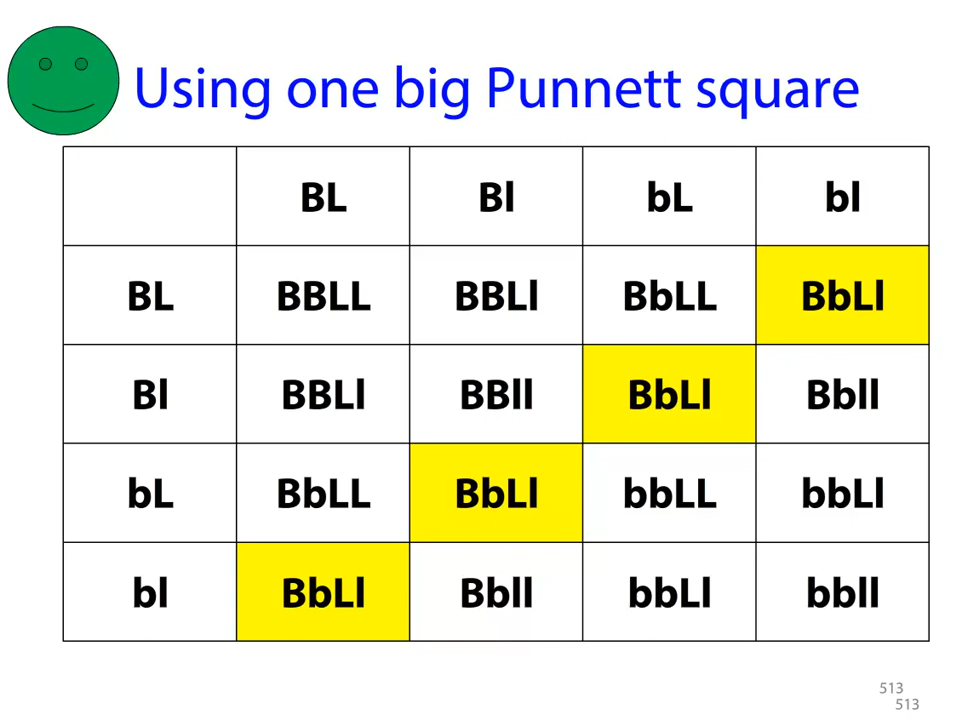 Using one big Punnett square
BL Bl bL bl
BL BBLL BBLl BbLL BbLl
Bl BBLl BBll BbLl Bbll
bL BbLL BbLl bbLL bbLl
bl BbLl Bbll bbLl bbll
513
513